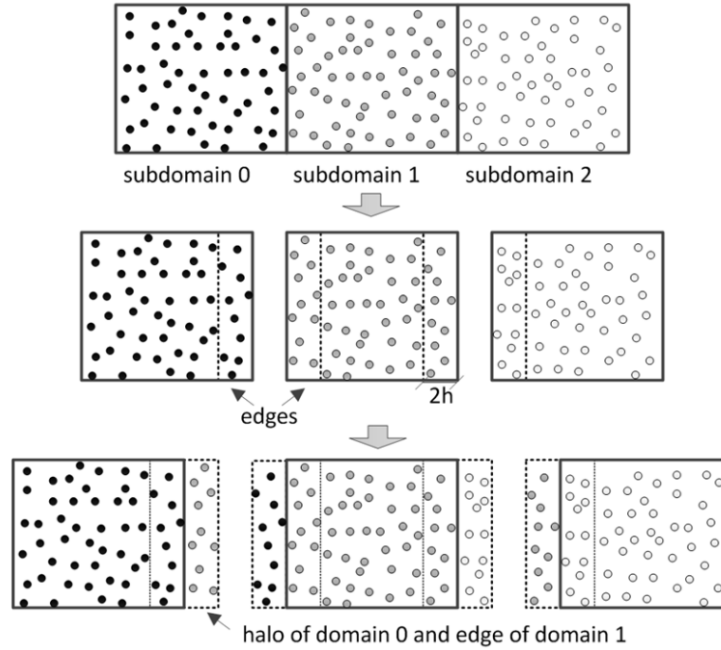 subdomain 0 subdomain 1 subdomain 2
2h
edges
halo of domain 0 and edge of domain 1